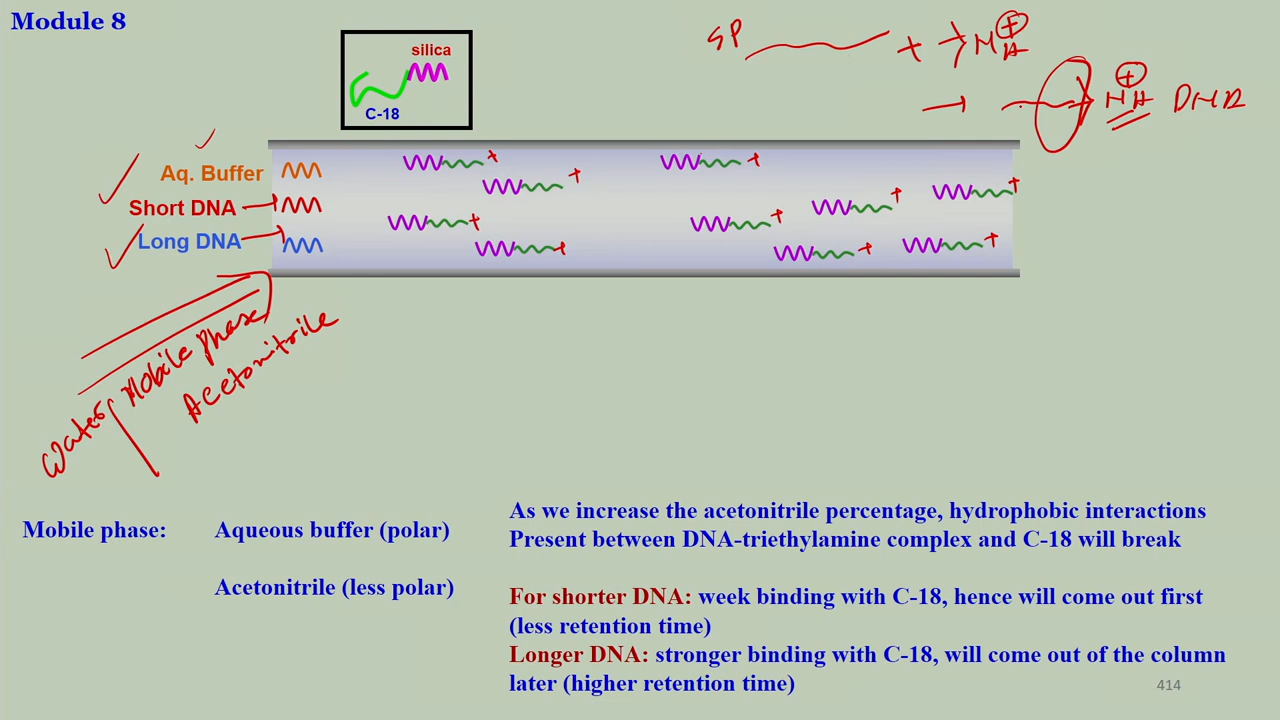 Module 8
silica
C-18
SP
+
DNA
Aq. Buffer
Short DNA
Long DNA
Water, Mobile phase
Acetonitrile
Mobile phase: Aqueous buffer (polar)
Acetonitrile (less polar)
As we increase the acetonitrile percentage, hydrophobic interactions
Present between DNA-triethylamine complex and C-18 will break
For shorter DNA: week binding with C-18, hence will come out first
(less retention time)
Longer DNA: stronger binding with C-18, will come out of the column
later (higher retention time)
414